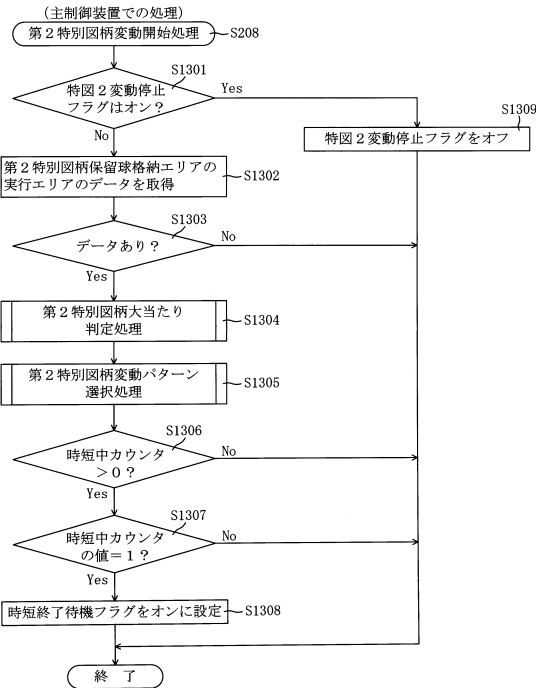 (主制御装置での処理)
第2特別図柄変動開始処理
S208
S1301
特図2変動停止
フラグはオン?
Yes
No
S1309
特図2変動停止フラグをオフ
第2特別図柄保留球格納エリアの
実行エリアのデータを取得
S1302
S1303
データあり?
No
Yes
第2特別図柄大当たり
判定処理
S1304
第2特別図柄変動パターン
選択処理
S1305
S1306
時短中カウンタ
>0?
No
Yes
S1307
時短中カウンタ
の値=1?
No
Yes
時短終了待機フラグをオンに設定
S1308
終 了